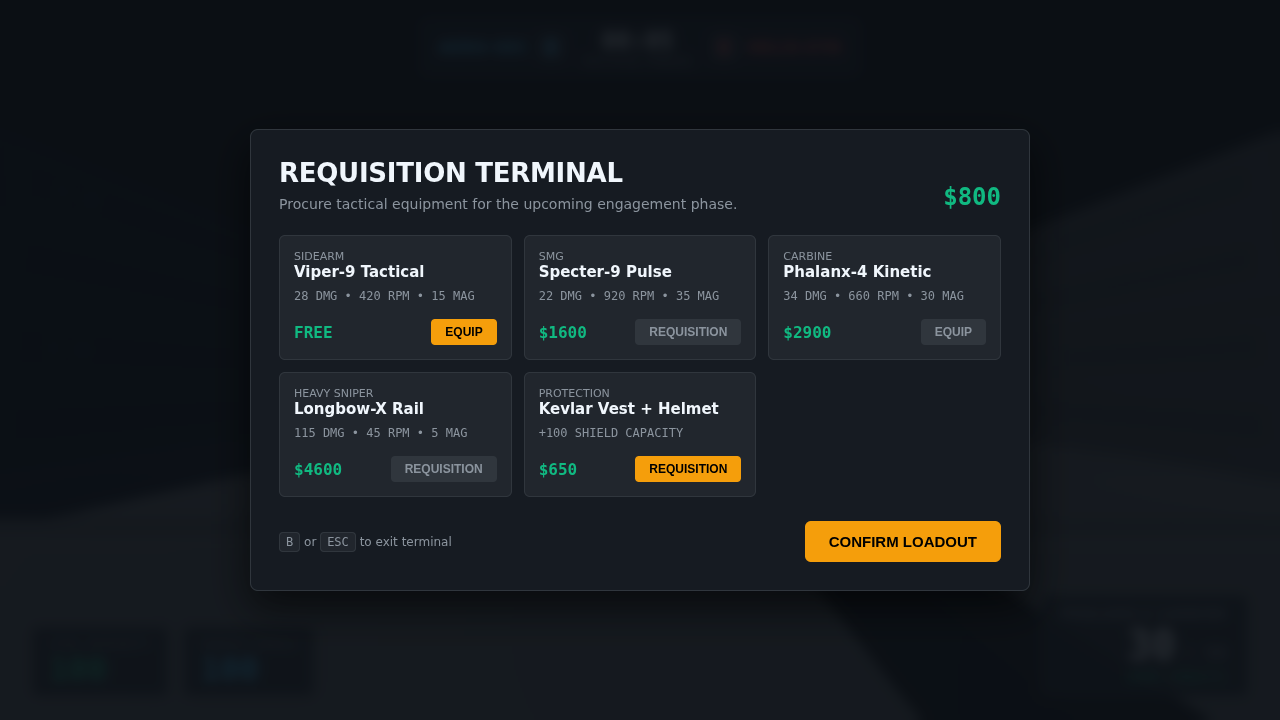 REQUISITION TERMINAL
Procure tactical equipment for the upcoming engagement phase.
$800
SIDEARM
Viper-9 Tactical
28 DMG • 420 RPM • 15 MAG
FREE
EQUIP
SMG
Specter-9 Pulse
22 DMG • 920 RPM • 35 MAG
$1600
REQUISITION
CARBINE
Phalanx-4 Kinetic
34 DMG • 660 RPM • 30 MAG
$2900
EQUIP
HEAVY SNIPER
Longbow-X Rail
115 DMG • 45 RPM • 5 MAG
$4600
REQUISITION
PROTECTION
Kevlar Vest + Helmet
+100 SHIELD CAPACITY
$650
REQUISITION
B or ESC to exit terminal
CONFIRM LOADOUT